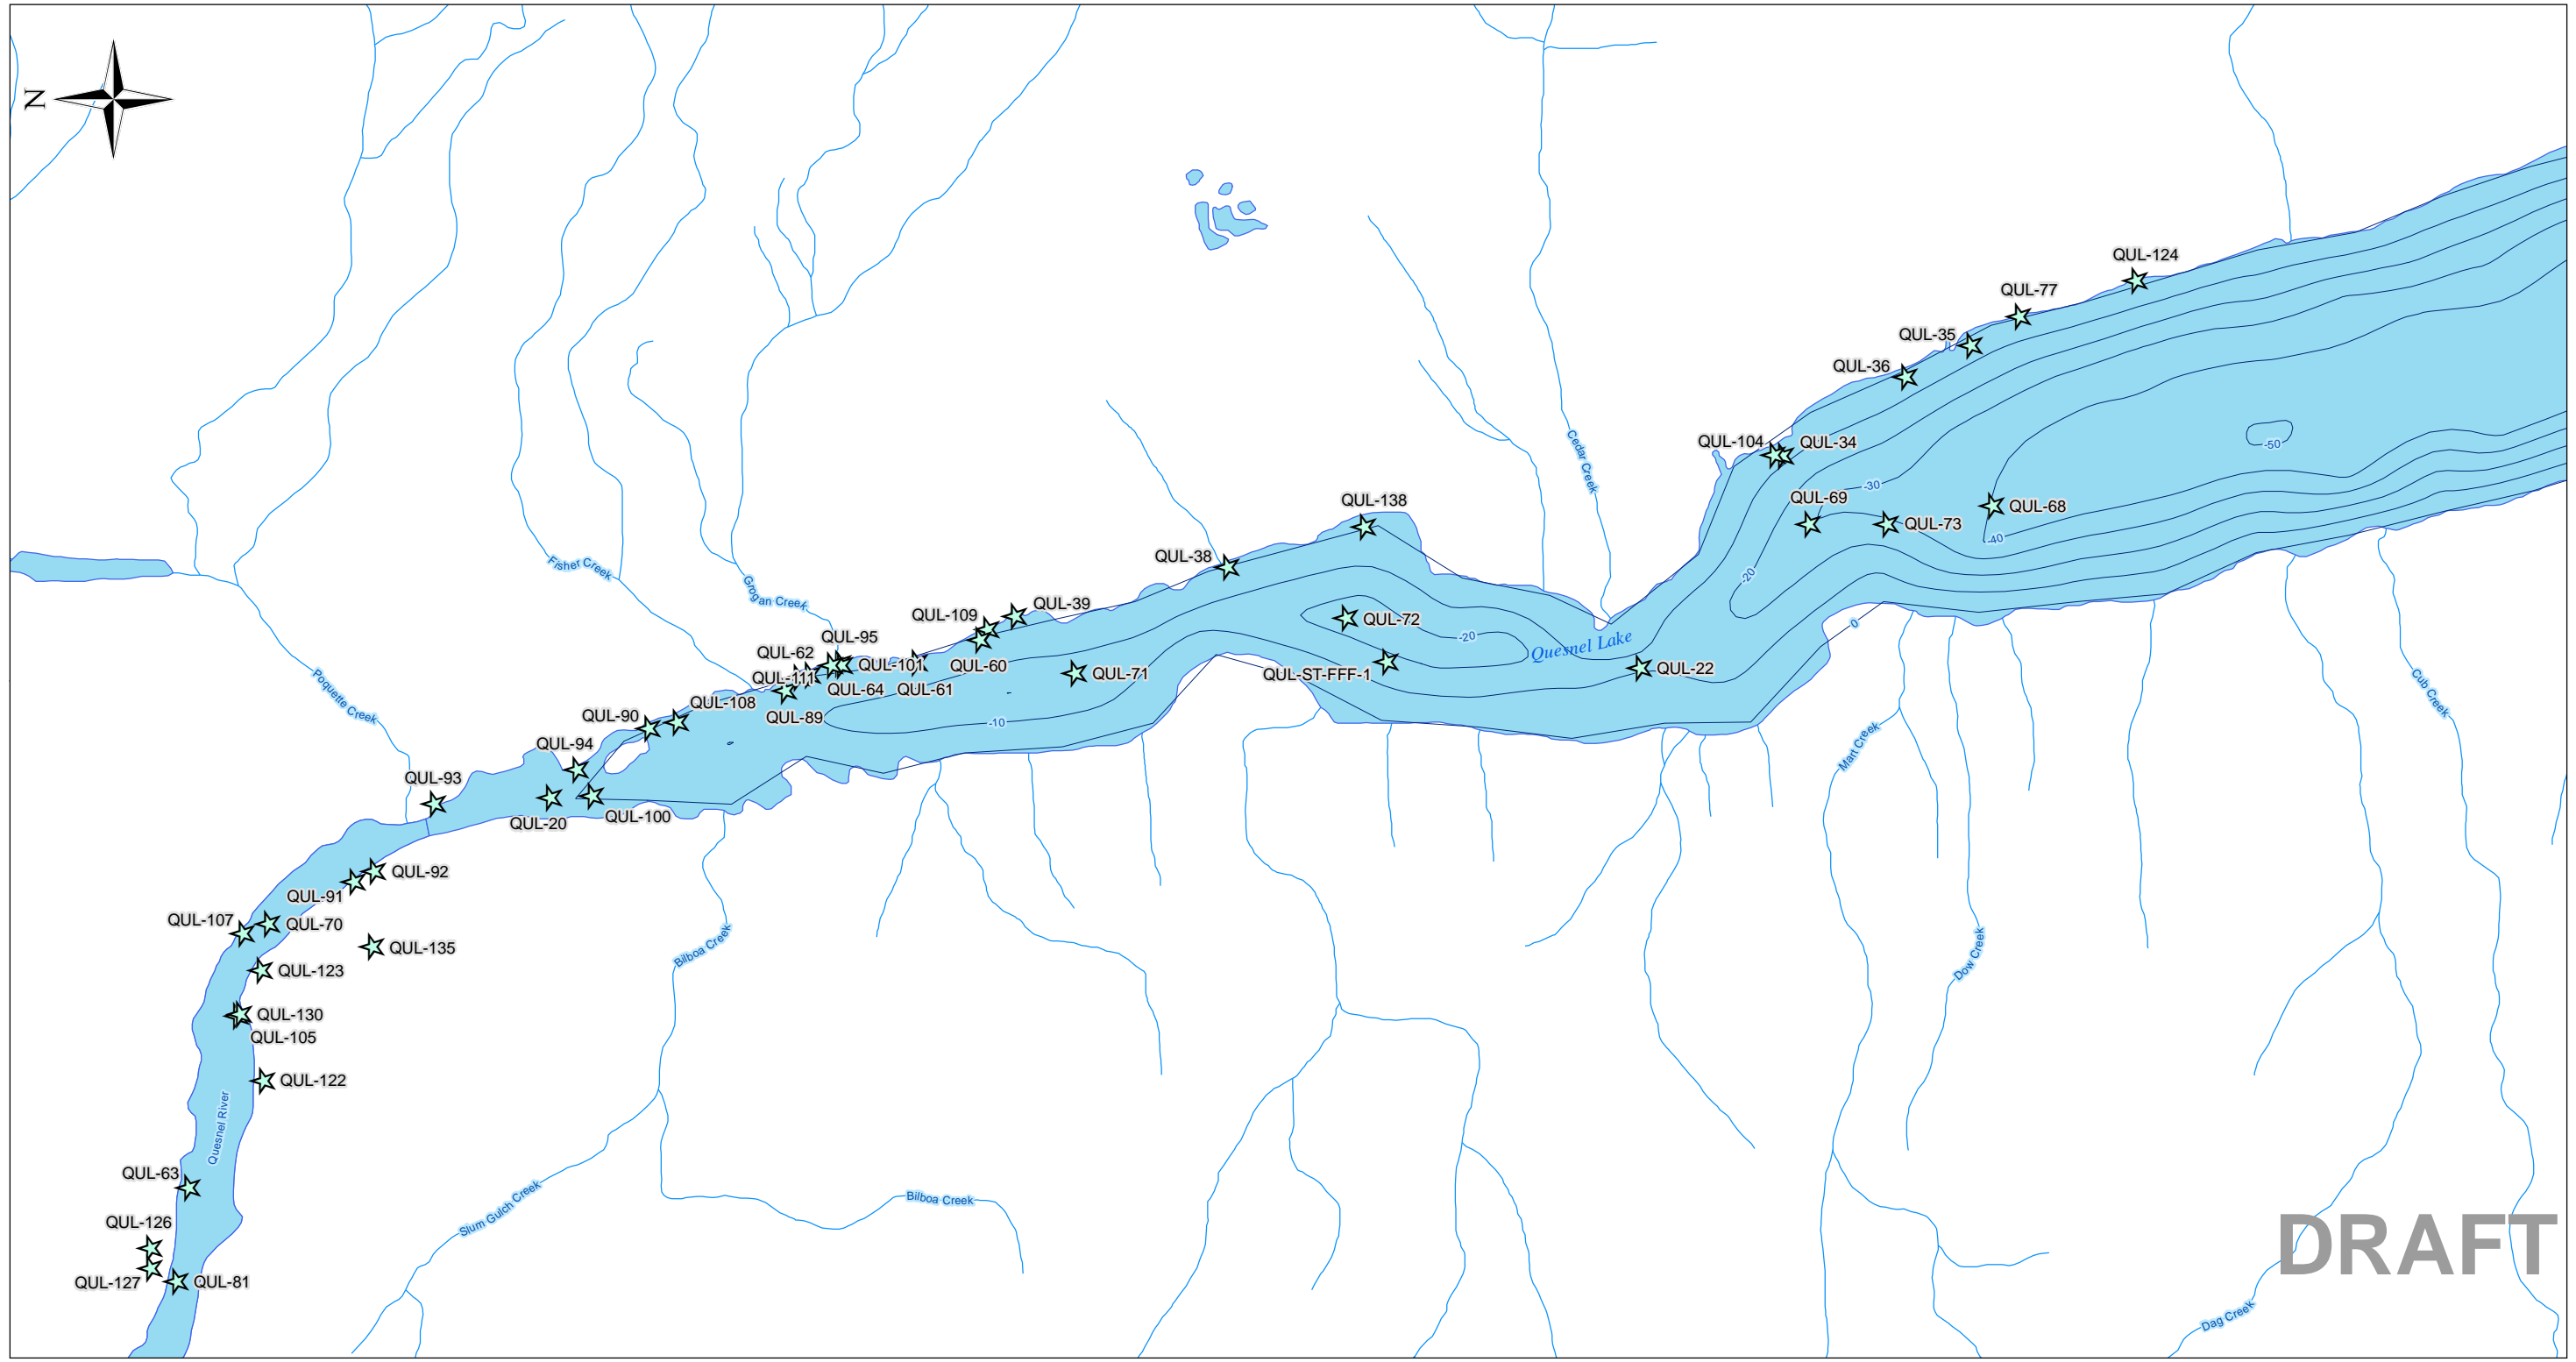 N
QUL-124
QUL-77
QUL-35
QUL-36
QUL-104
QUL-34
Cedar Creek
-50
-30
QUL-69
QUL-138
QUL-68
QUL-73
-40
QUL-38
Fisher Creek
-20
Grogan Creek
QUL-39
QUL-109
QUL-72
0
QUL-95
-20
Quesnel Lake
QUL-62
QUL-101
QUL-60
QUL-22
QUL-71
QUL-ST-FFF-1
QUL-111
QUL-64
QUL-61
Poquette Creek
Cub Creek
QUL-108
QUL-90
QUL-89
-10
QUL-94
Mart Creek
QUL-93
QUL-20
QUL-100
QUL-92
QUL-91
QUL-107
QUL-70
QUL-135
Bilboa Creek
Dow Creek
QUL-123
QUL-130
QUL-105
QUL-122
Quesnel River
QUL-63
Slum Gulch Creek
Bilboa Creek
QUL-126
DRAFT
QUL-127
QUL-81
Dag Creek